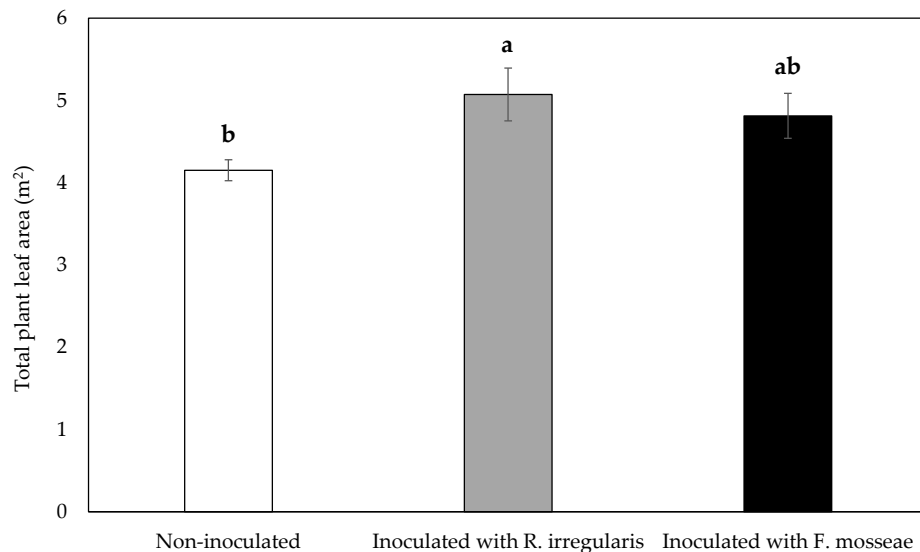 Total plant leaf area (m²)
6
5
4
3
2
1
0
b
a
ab
Non-inoculated
Inoculated with R. irregularis
Inoculated with F. mosseae